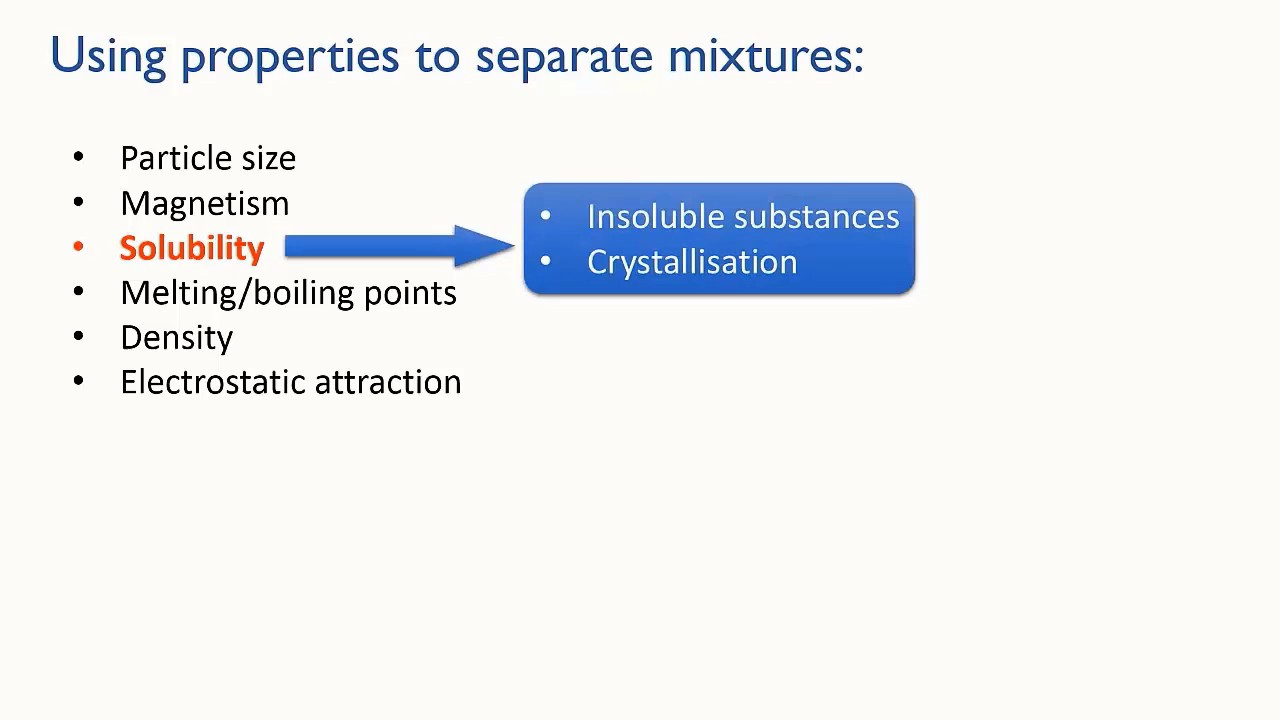 Using properties to separate mixtures:
• Particle size
• Magnetism
• Solubility
• Insoluble substances
• Crystallisation
• Melting/boiling points
• Density
• Electrostatic attraction